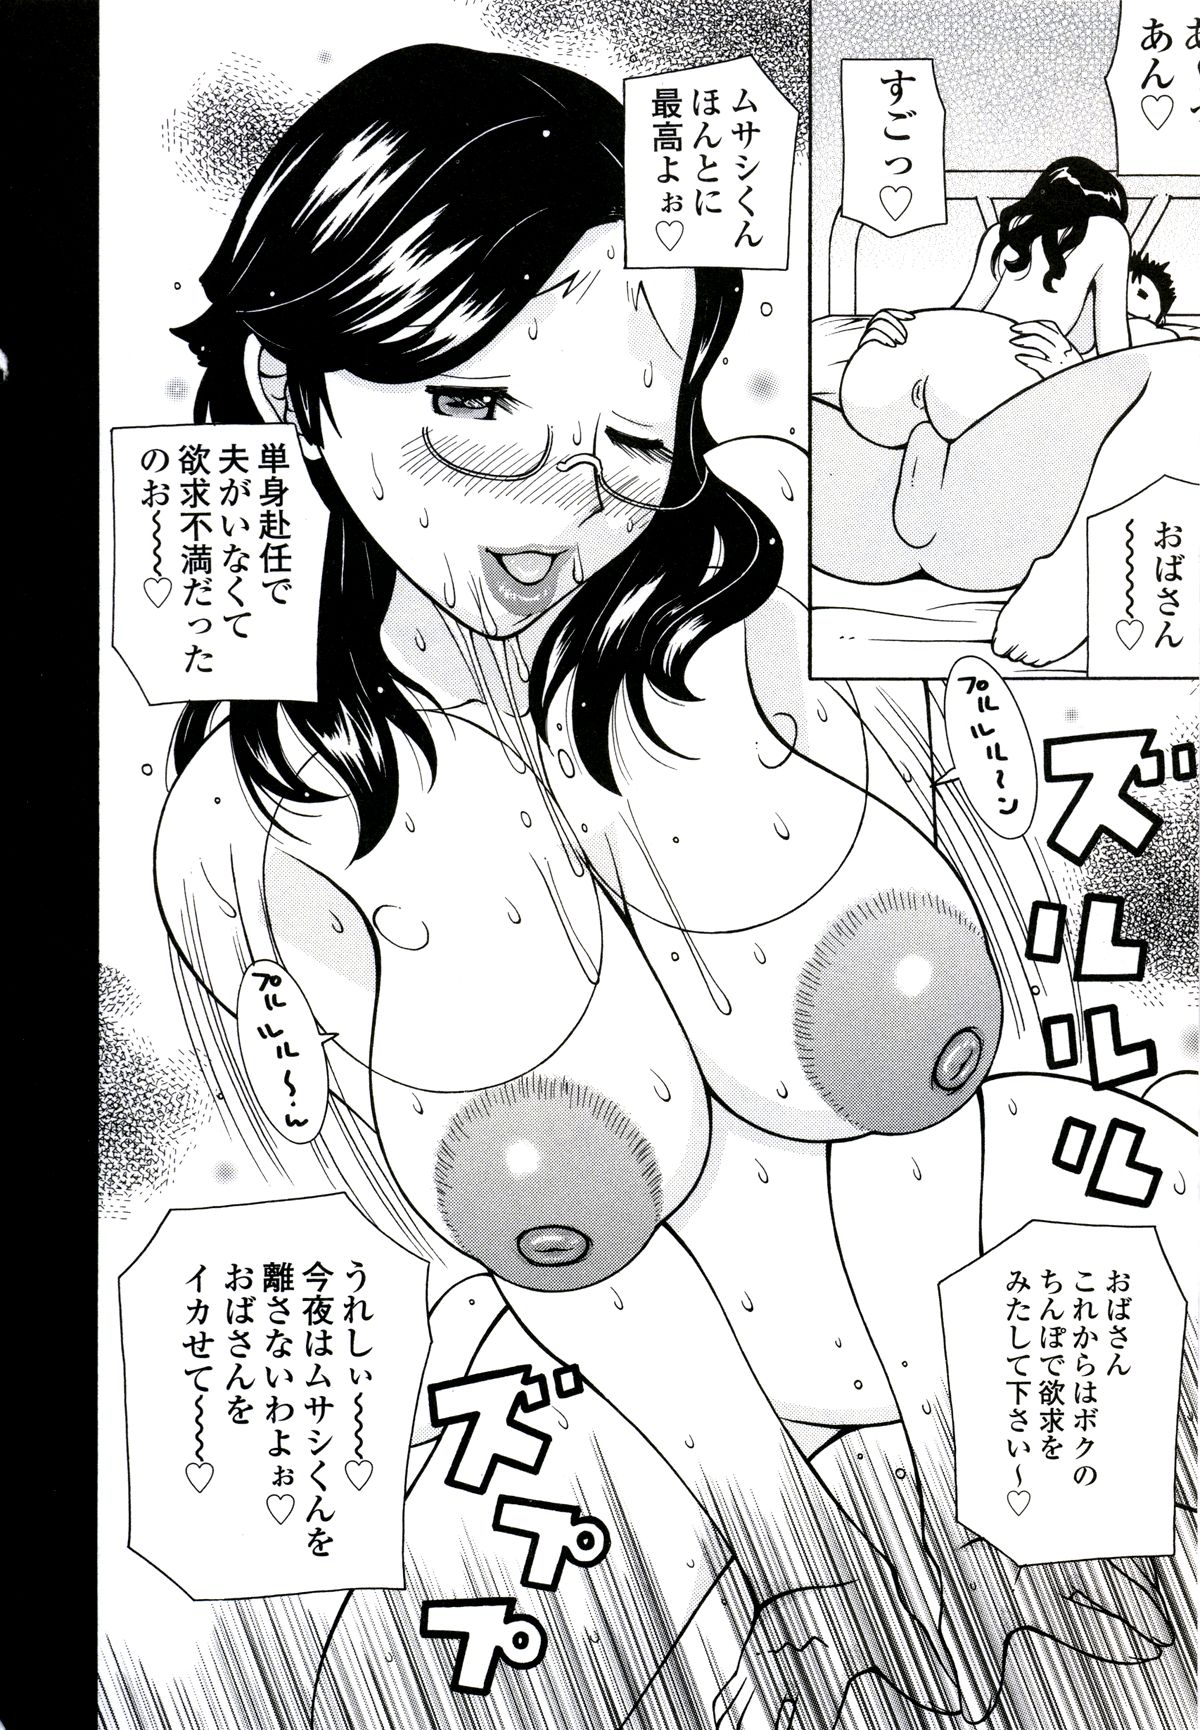 あ〜っ
あん♡
すごっ♡
おばさん
〜〜〜♡
ムサシくん
ほんとに
最高よぉ♡
単身赴任で
夫がいなくて
欲求不満だった
のお〜〜〜♡
プルルル〜ン
ズ
ル
ル
ル
プルルル〜ん
おばさん
これからはボクの
ちんぽで欲求を
みたして下さい〜♡
うれしぃ〜〜〜♡
今夜はムサシくんを
離さないわよぉ♡
おばさんを
イカせて〜〜〜♡
ズ
プ
プ